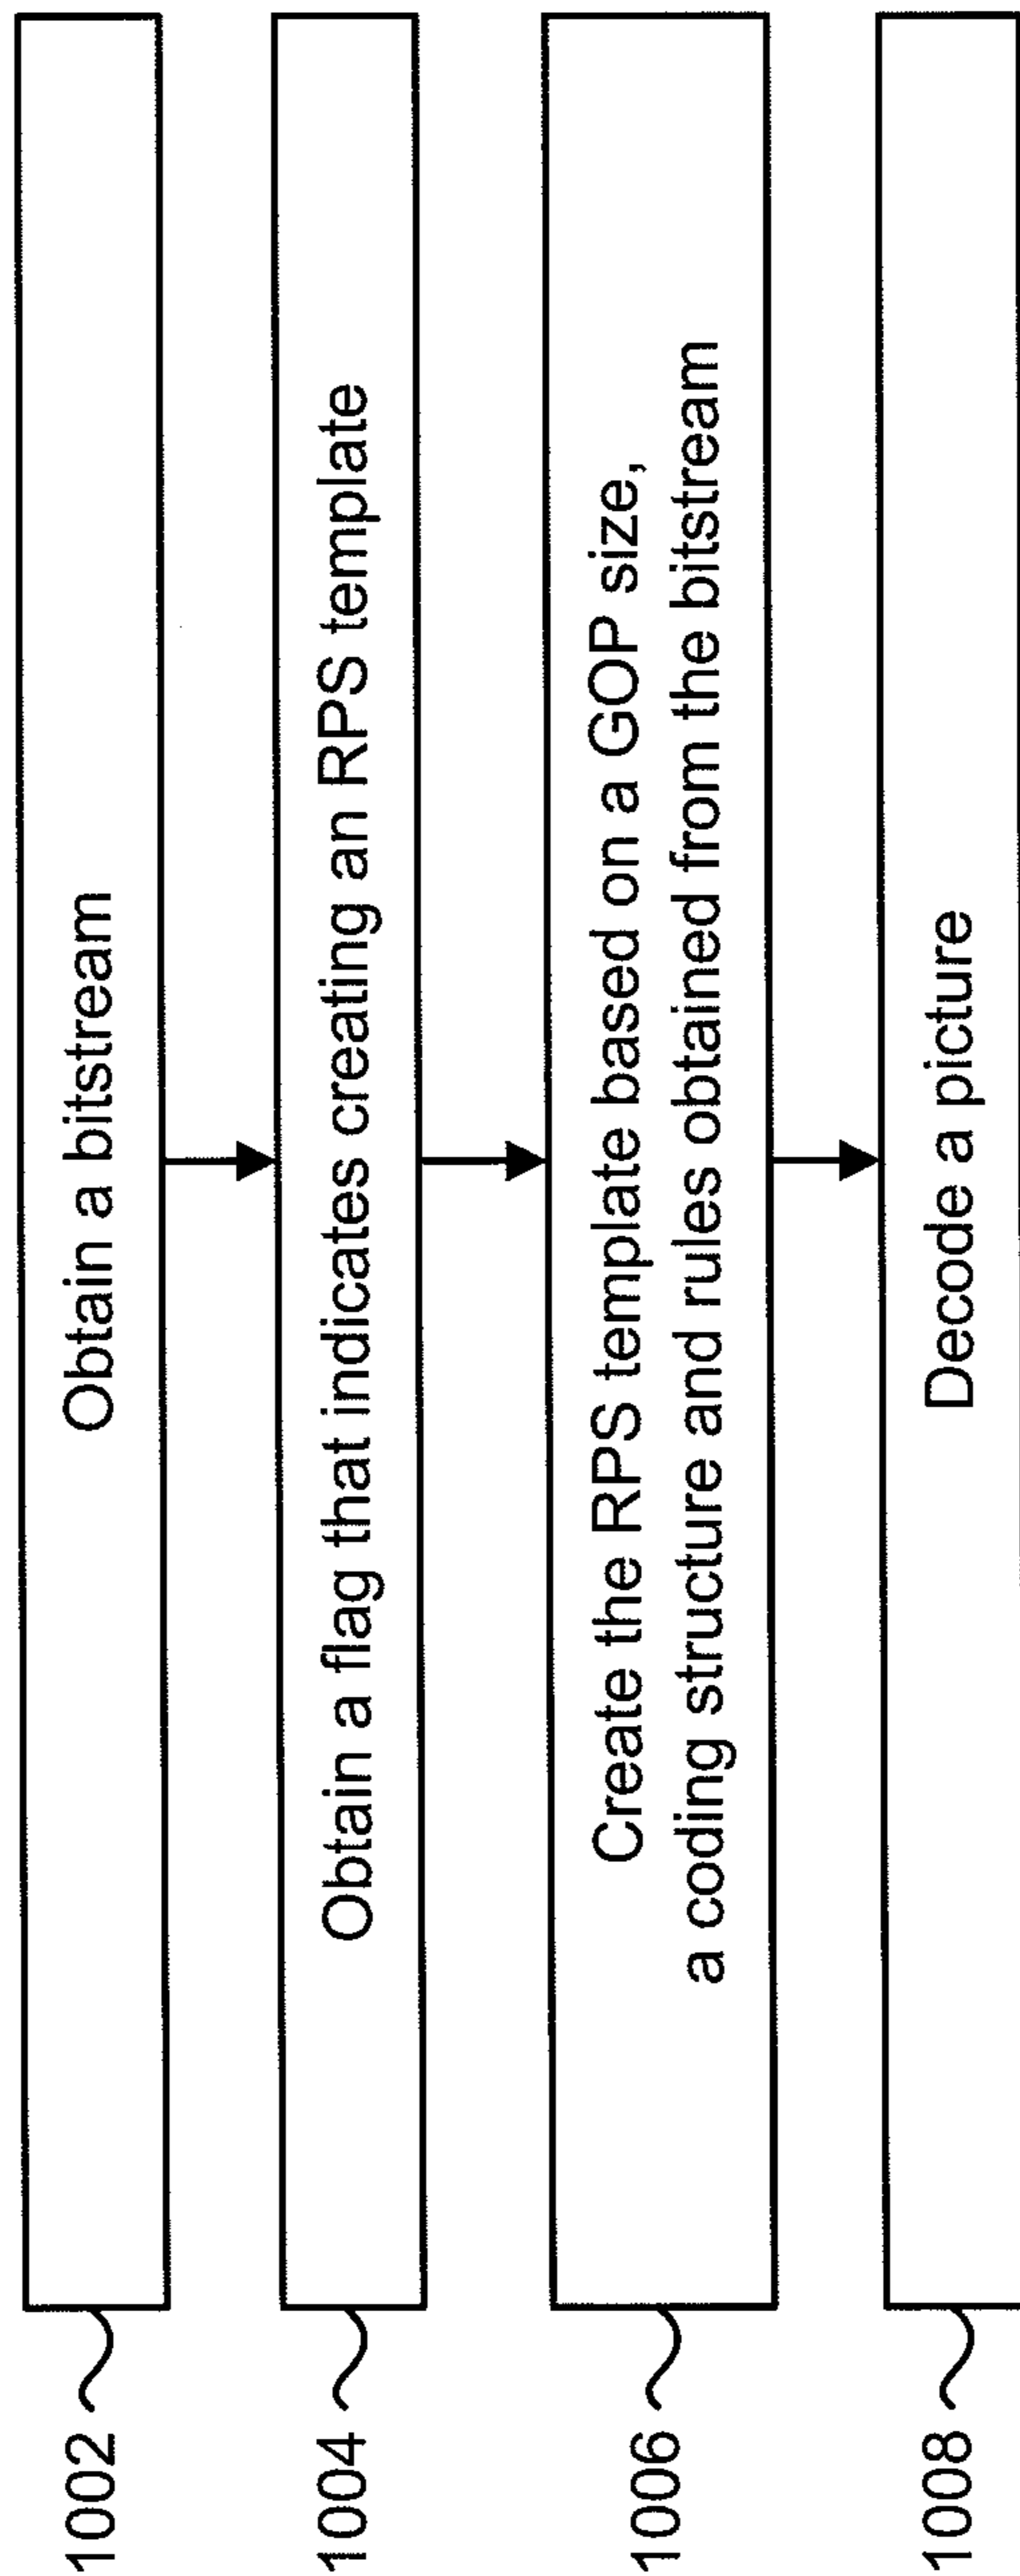 1002
Obtain a bitstream
1004
Obtain a flag that indicates creating an RPS template
1006
Create the RPS template based on a GOP size,
a coding structure and rules obtained from the bitstream
1008
Decode a picture